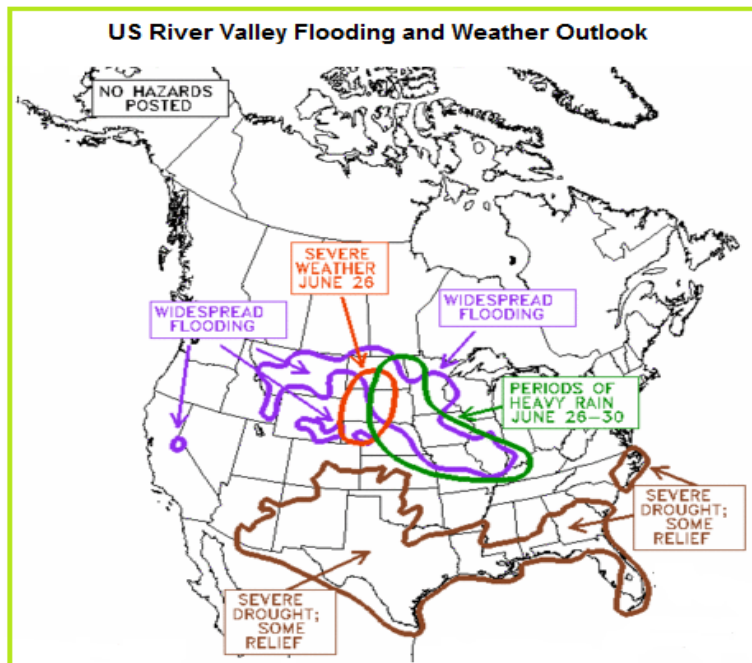 US River Valley Flooding and Weather Outlook
NO HAZARDS
POSTED
SEVERE
WEATHER
JUNE 26
WIDESPREAD
FLOODING
WIDESPREAD
FLOODING
PERIODS OF
HEAVY RAIN
JUNE 26-30
SEVERE
DROUGHT;
SOME
RELIEF
SEVERE
DROUGHT;
SOME
RELIEF